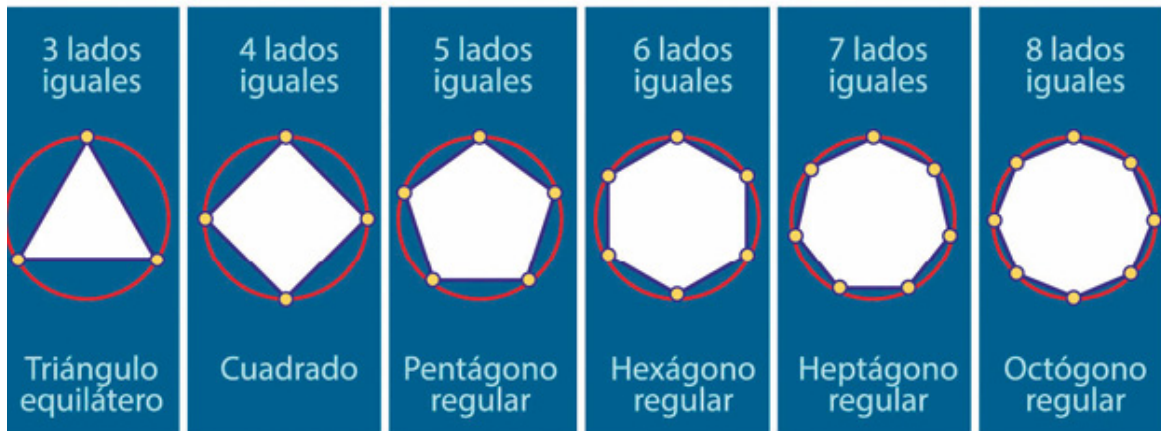 3 lados
iguales
4 lados
iguales
5 lados
iguales
6 lados
iguales
7 lados
iguales
8 lados
iguales
Triángulo
equilátero
Cuadrado
Pentágono
regular
Hexágono
regular
Heptágono
regular
Octógono
regular